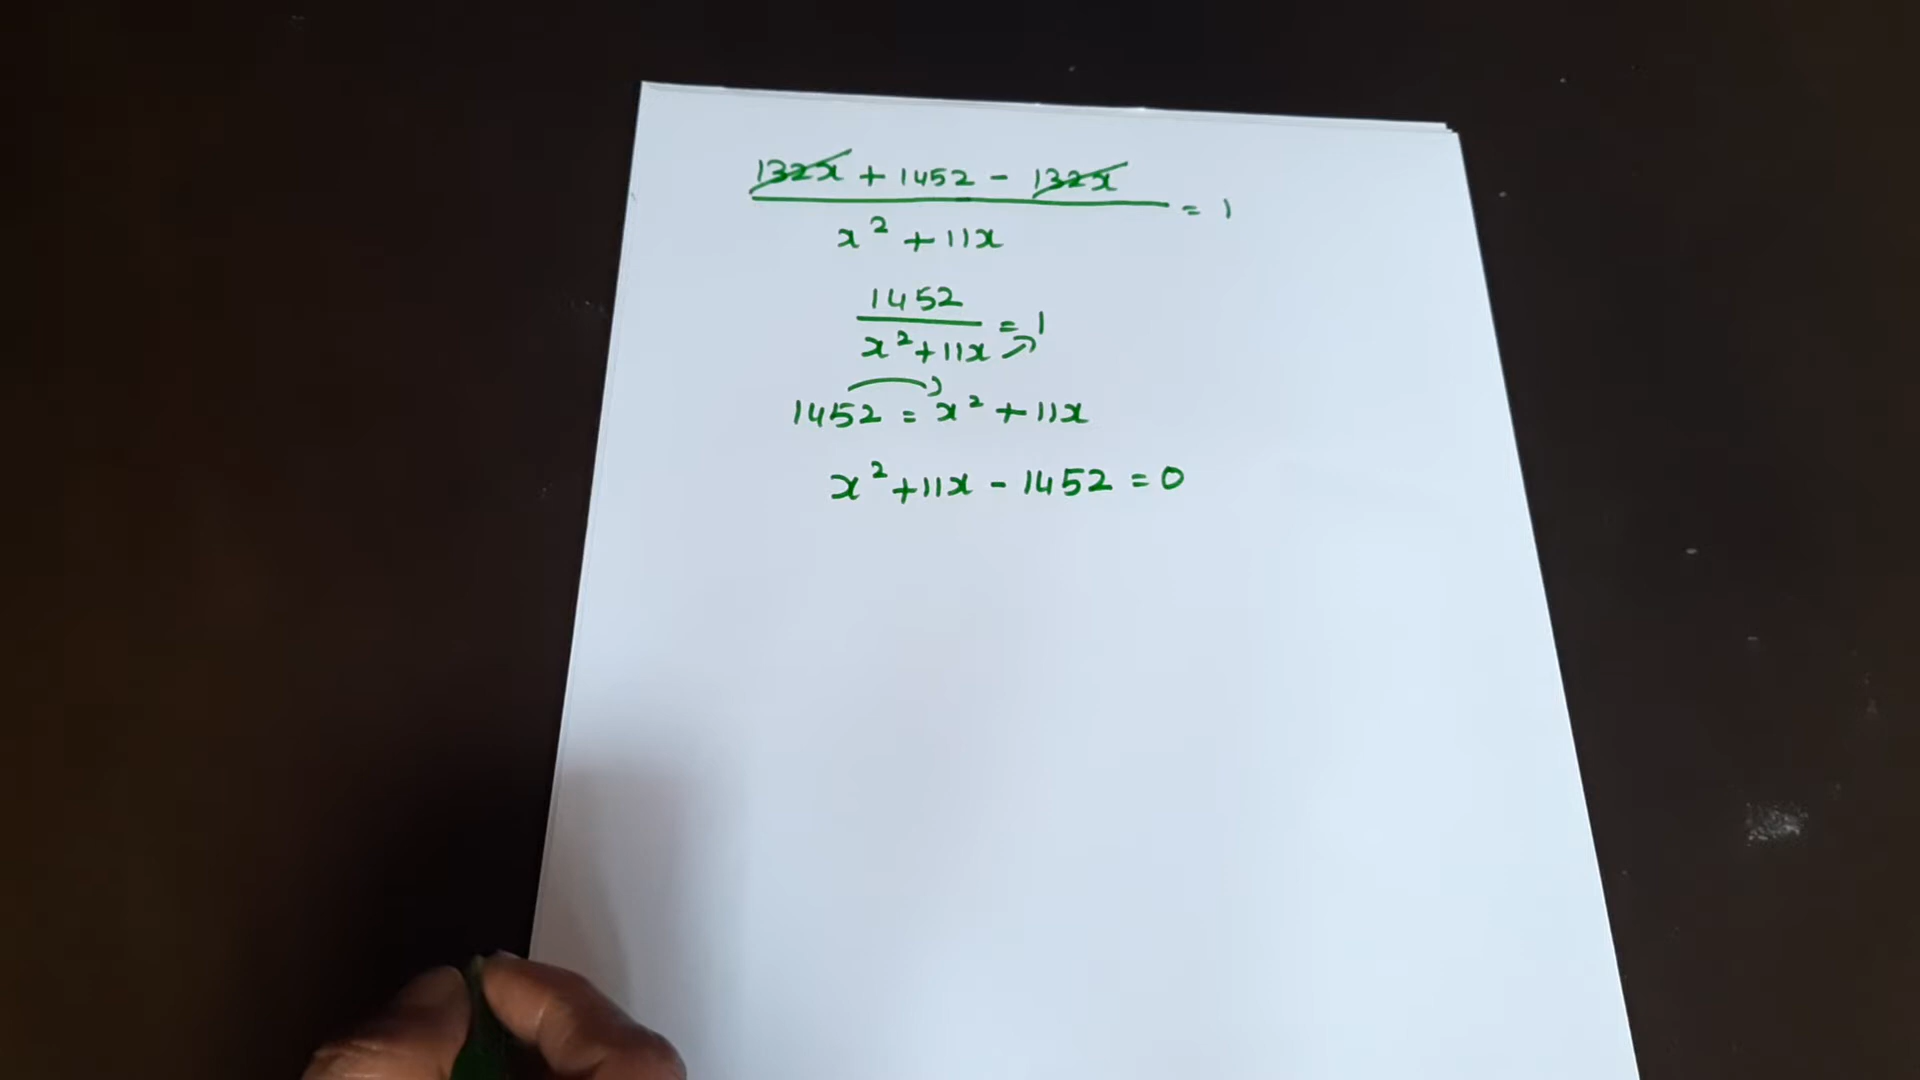 132x + 1452 - 132x
= 1
x² + 11x
1452
= 1
x² + 11x
1452 = x² + 11x
x² + 11x - 1452 = 0